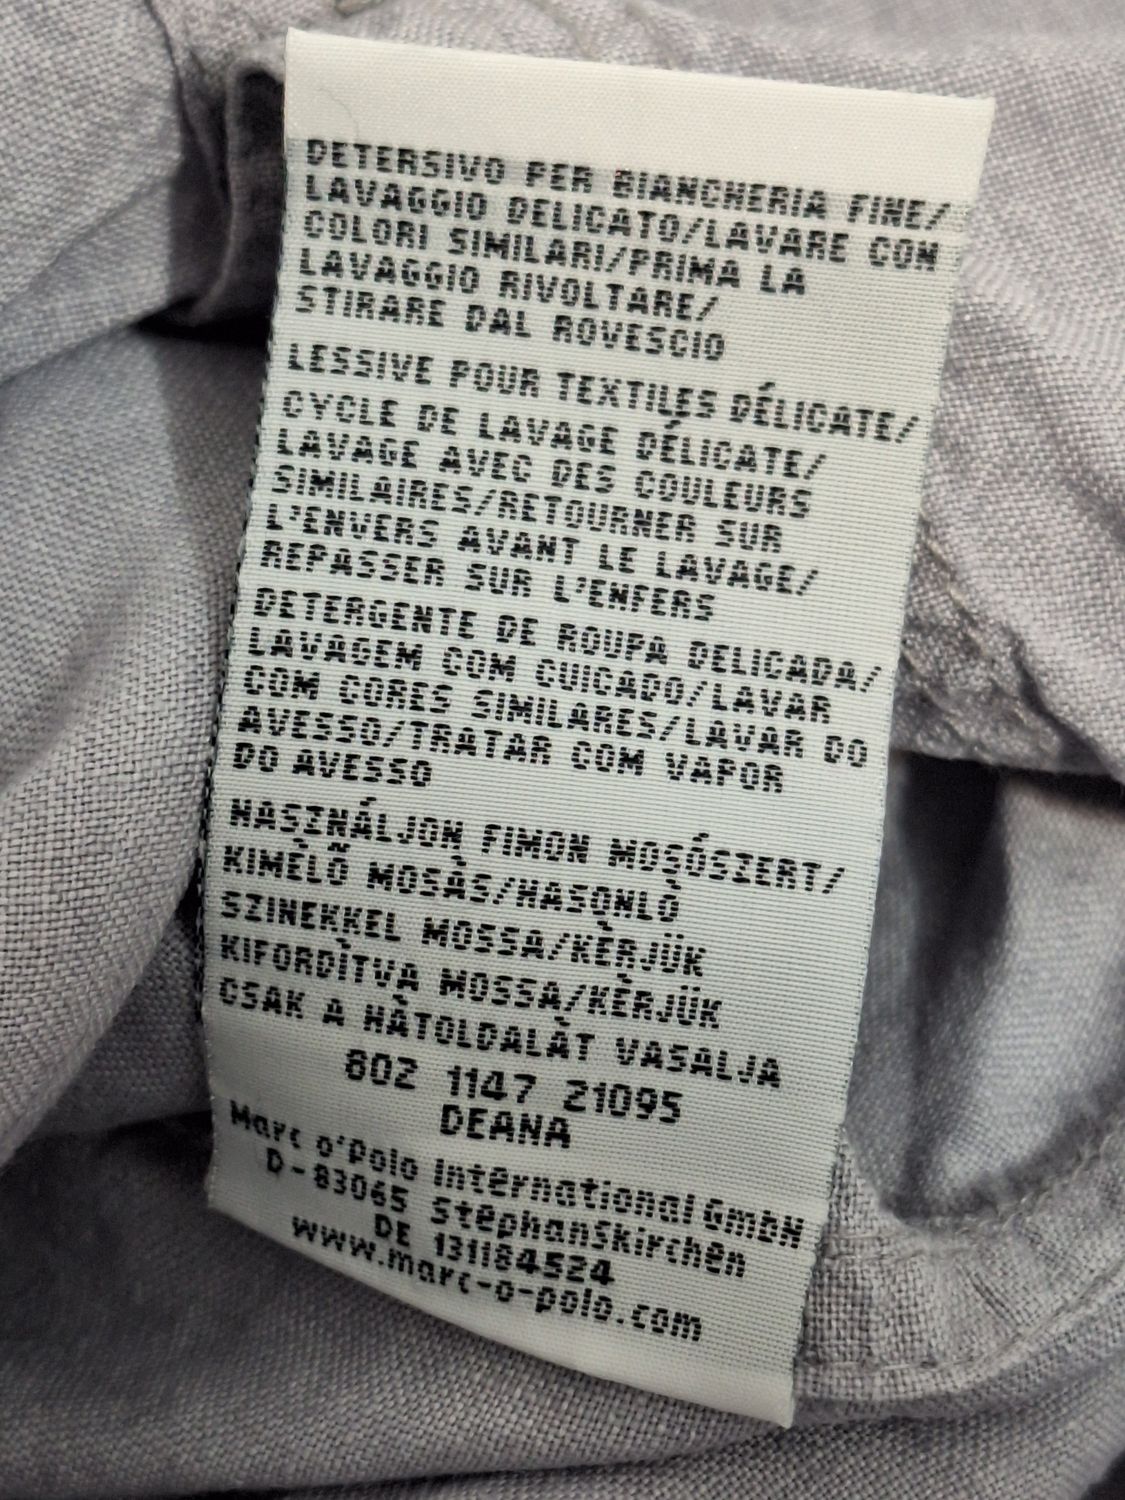 DETERSIVO PER BIANCHERIA FINE/
LAVAGGIO DELICATO/LAVARE CON
COLORI SIMILARI/PRIMA LA
LAVAGGIO RIVOLTARE/
STIRARE DAL ROVESCIO
LESSIVE POUR TEXTILES DÉLICATE/
CYCLE DE LAVAGE DÉLICATE/
LAVAGE AVEC DES COULEURS
SIMILAIRES/RETOURNER SUR
L'ENVERS AVANT LE LAVAGE/
REPASSER SUR L'ENFERS
DETERGENTE DE ROUPA DELICADA/
LAVAGEM COM CUICADO/LAVAR
COM CORES SIMILARES/LAVAR DO
AVESSO/TRATAR COM VAPOR
DO AVESSO
HASZNÁLJON FIMON MOSÓSZERT/
KIMÈLÕ MOSÀS/HASONLÒ
SZINEKKEL MOSSA/KÈRJÜK
KIFORDÌTVA MOSSA/KÈRJÜK
CSAK A HÀTOLDALÀT VASALJA
802 1147 21095
DEANA
Marc o'Polo International GmbH
D-83065 Stephanskirchen
DE 131184524
www.marc-o-polo.com